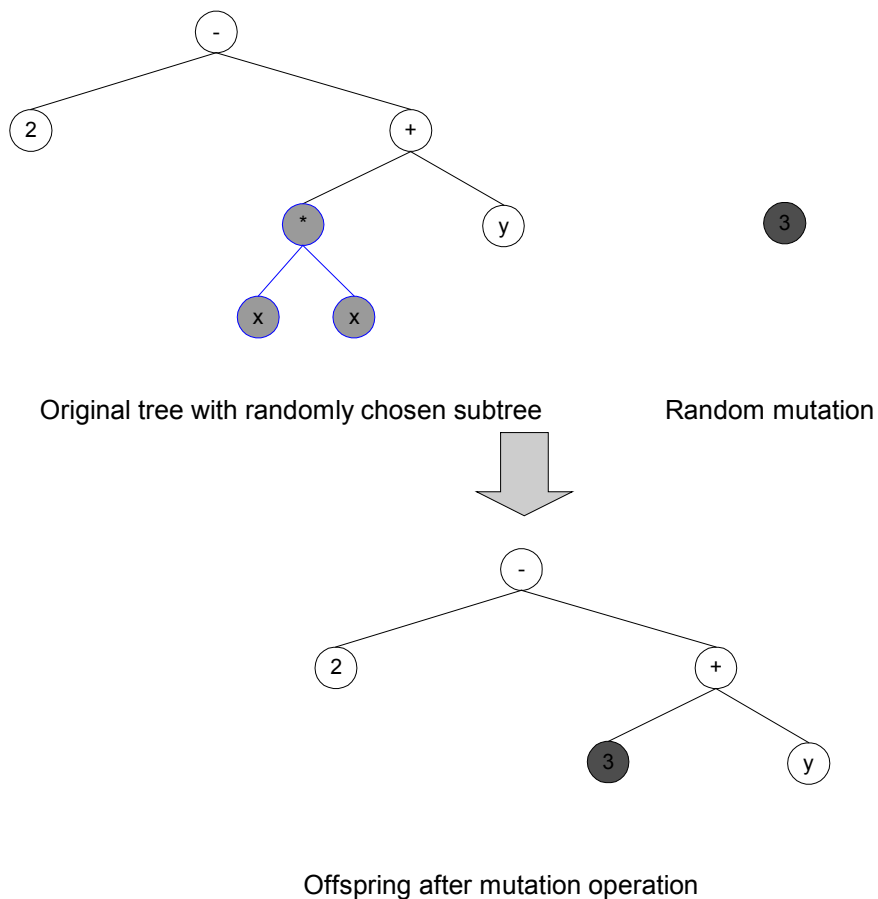 -
2 +
* y 3
x x
Original tree with randomly chosen subtree Random mutation
-
2 +
3 y
Offspring after mutation operation